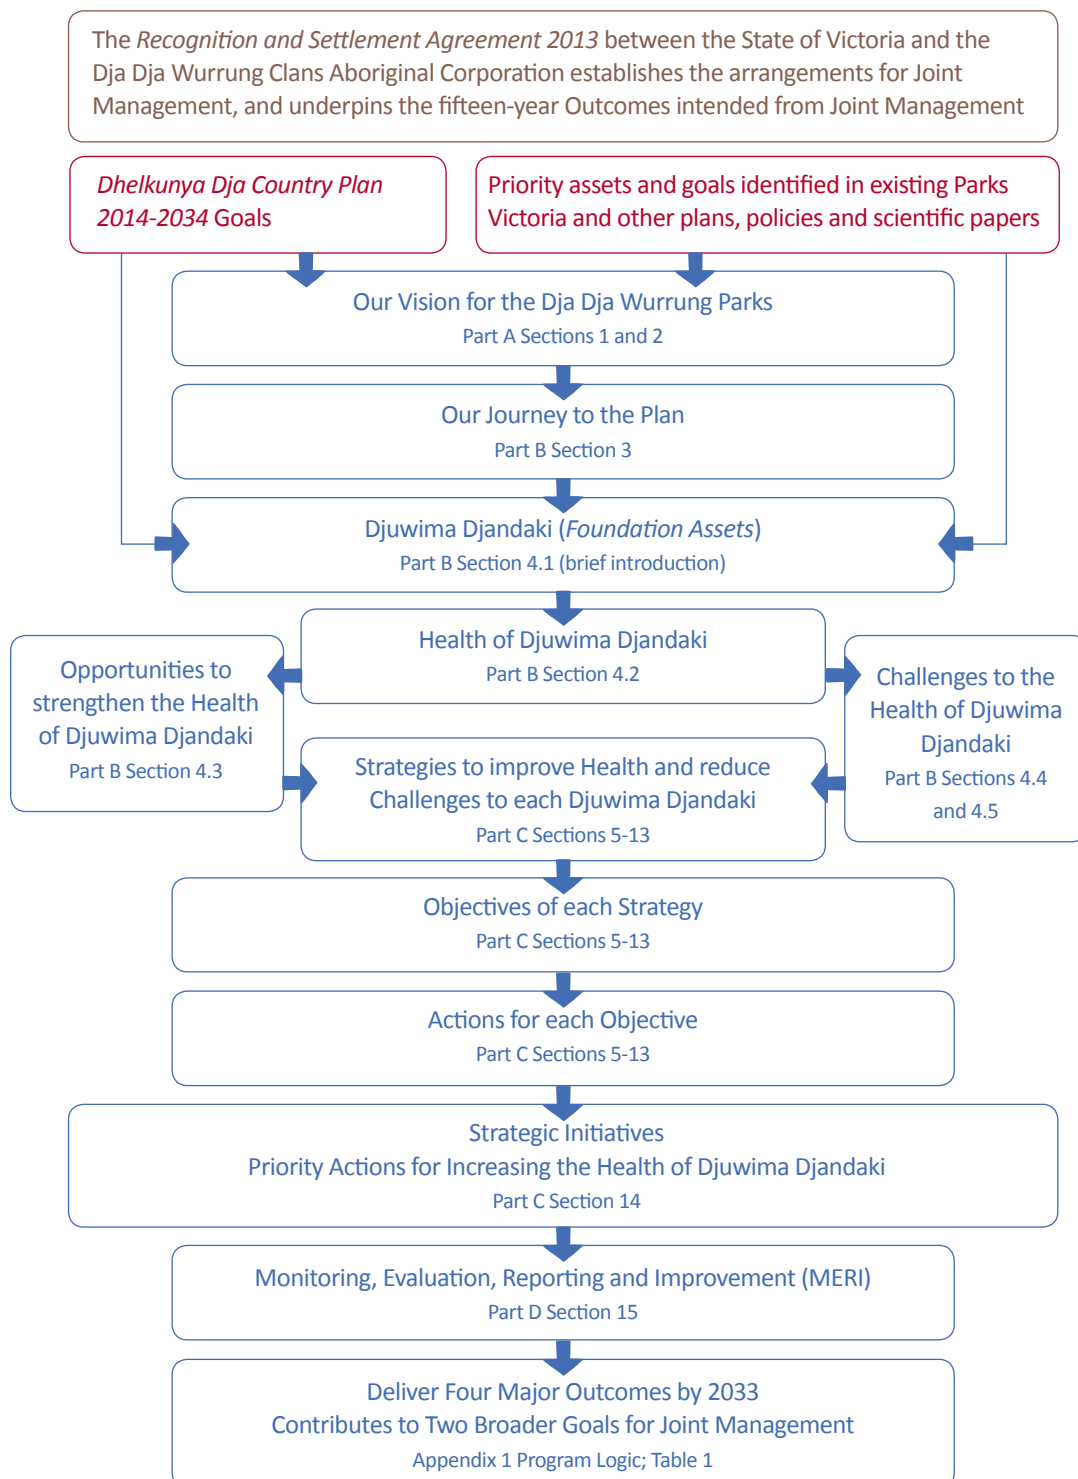 The Recognition and Settlement Agreement 2013 between the State of Victoria and the
Dja Dja Wurrung Clans Aboriginal Corporation establishes the arrangements for Joint
Management, and underpins the fifteen-year Outcomes intended from Joint Management
Dhelkunya Dja Country Plan
2014-2034 Goals
Priority assets and goals identified in existing Parks
Victoria and other plans, policies and scientific papers
Our Vision for the Dja Dja Wurrung Parks
Part A Sections 1 and 2
Our Journey to the Plan
Part B Section 3
Djuwima Djandaki (Foundation Assets)
Part B Section 4.1 (brief introduction)
Health of Djuwima Djandaki
Part B Section 4.2
Opportunities to
strengthen the Health
of Djuwima Djandaki
Part B Section 4.3
Challenges to the
Health of Djuwima
Djandaki
Part B Sections 4.4
and 4.5
Strategies to improve Health and reduce
Challenges to each Djuwima Djandaki
Part C Sections 5-13
Objectives of each Strategy
Part C Sections 5-13
Actions for each Objective
Part C Sections 5-13
Strategic Initiatives
Priority Actions for Increasing the Health of Djuwima Djandaki
Part C Section 14
Monitoring, Evaluation, Reporting and Improvement (MERI)
Part D Section 15
Deliver Four Major Outcomes by 2033
Contributes to Two Broader Goals for Joint Management
Appendix 1 Program Logic; Table 1